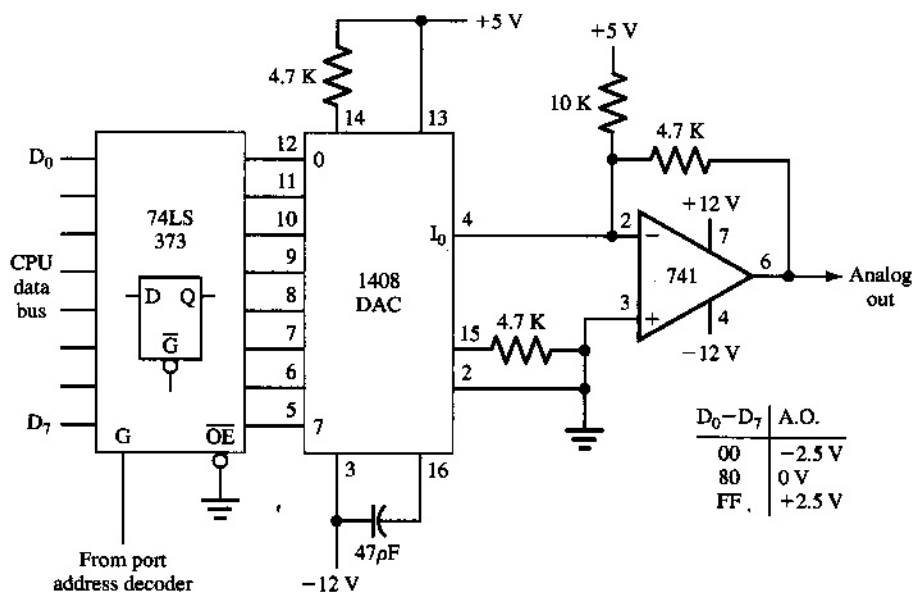 +5 V
+5 V
4.7 K
10 K
14
13
4.7 K
D0
12
0
11
74LS
373
10
4
I0
2
−
+12 V
7
9
CPU
data
bus
D Q
G
8
1408
DAC
741
6
Analog
out
7
15
4.7 K
3
+
4
−12 V
6
2
D7
5
7
G
OE
3
16
D0−D7 A.O.
00 −2.5 V
80 0 V
FF +2.5 V
47ρF
From port
address decoder
−12 V